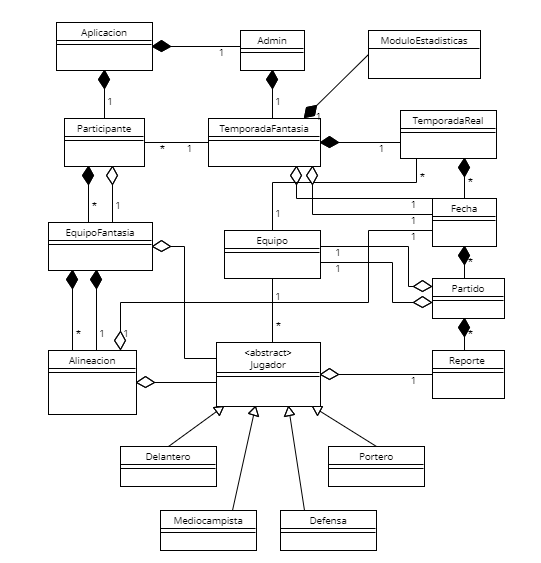 Aplicacion
1
Admin
ModuloEstadisticas
1
1
1
Participante
* 1
TemporadaFantasia
1
TemporadaReal
*
*
* 1
1
1
1
1
Fecha
EquipoFantasia
Equipo
1
1
*
Partido
1
* 1 1
*
*
Alineacion
<abstract>
Jugador
1
Reporte
Delantero
Portero
Mediocampista
Defensa